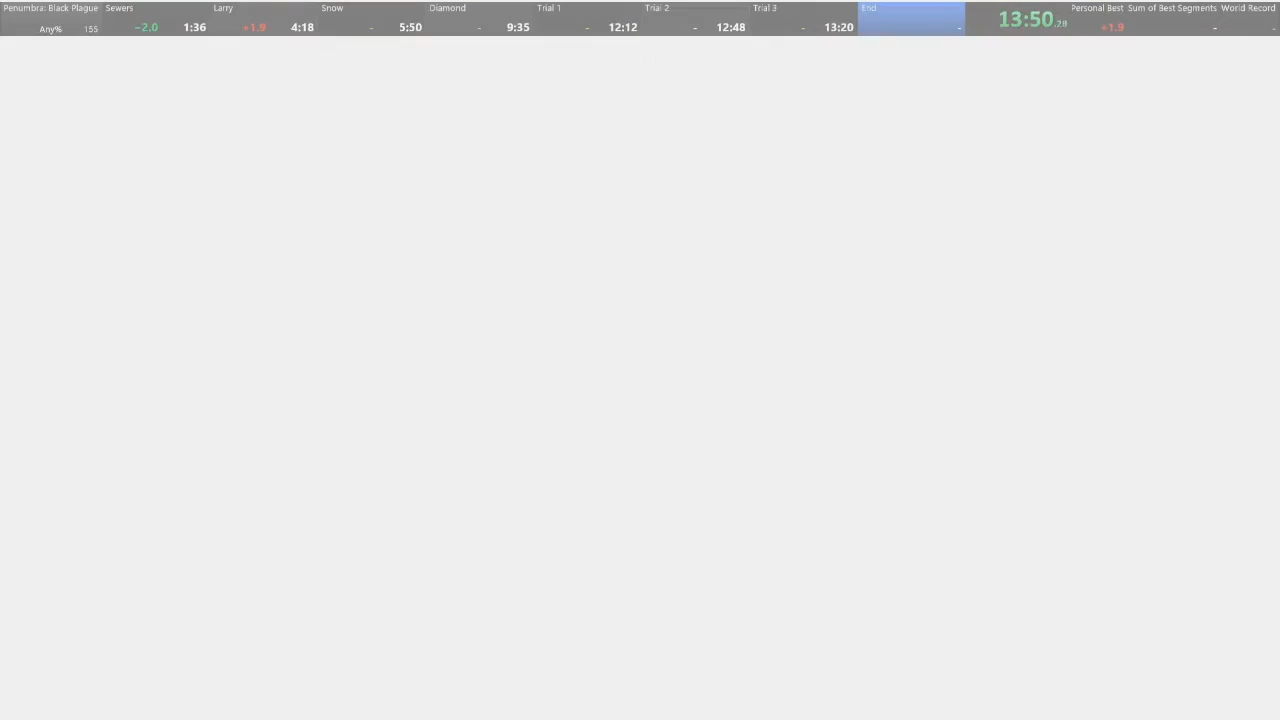 Penumbra: Black Plague Sewers Larry Snow Diamond Trial 1 Trial 2 Trial 3 End 13:50.28 Personal Best Sum of Best Segments World Record
Any% 155 −2.0 1:36 +1.9 4:18 - 5:50 - 9:35 - 12:12 - 12:48 - 13:20 - +1.9 - -